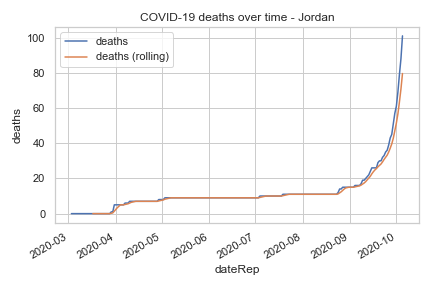 COVID-19 deaths over time - Jordan
deaths
deaths (rolling)
100
80
60
40
20
0
deaths
2020-03
2020-04
2020-05
2020-06
2020-07
2020-08
2020-09
2020-10
dateRep